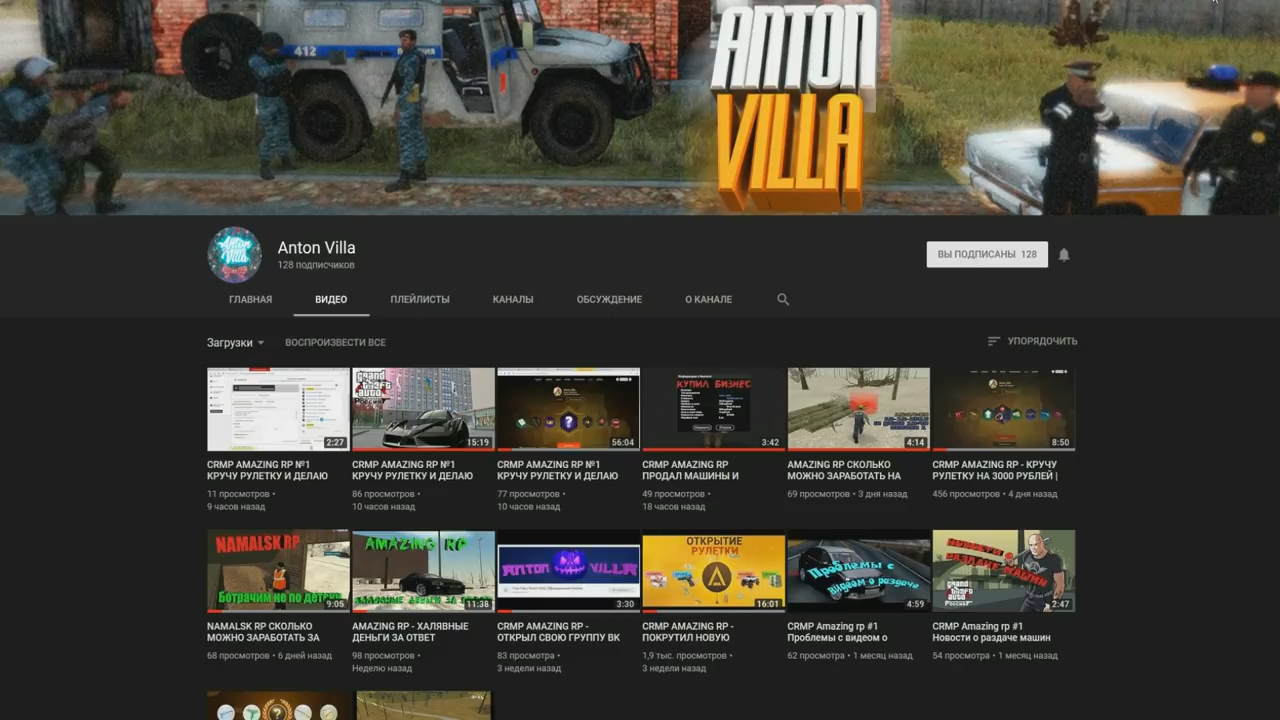 412
ANTON
VILLA
Anton Villa
128 подписчиков
ВЫ ПОДПИСАНЫ 128
ГЛАВНАЯ
ВИДЕО
ПЛЕЙЛИСТЫ
КАНАЛЫ
ОБСУЖДЕНИЕ
О КАНАЛЕ
Загрузки
ВОСПРОИЗВЕСТИ ВСЕ
УПОРЯДОЧИТЬ
2:27
CRMP AMAZING RP №1
КРУЧУ РУЛЕТКУ И ДЕЛАЮ
11 просмотров •
9 часов назад
grand
theft
auto
15:19
CRMP AMAZING RP №1
КРУЧУ РУЛЕТКУ И ДЕЛАЮ
86 просмотров •
10 часов назад
56:04
CRMP AMAZING RP №1
КРУЧУ РУЛЕТКУ И ДЕЛАЮ
77 просмотров •
10 часов назад
КУПИЛ БИЗНЕС
3:42
CRMP AMAZING RP
ПРОДАЛ МАШИНЫ И
49 просмотров •
18 часов назад
4:14
AMAZING RP СКОЛЬКО
МОЖНО ЗАРАБОТАТЬ НА
69 просмотров • 3 дня назад
8:50
CRMP AMAZING RP - КРУЧУ
РУЛЕТКУ НА 3000 РУБЛЕЙ |
456 просмотров • 4 дня назад
NAMALSK RP
Ботрачим не по детски
9:05
NAMALSK RP СКОЛЬКО
МОЖНО ЗАРАБОТАТЬ ЗА
68 просмотров • 6 дней назад
AMAZING RP
11:38
AMAZING RP - ХАЛЯВНЫЕ
ДЕНЬГИ ЗА ОТВЕТ
98 просмотров •
Неделю назад
ANTON VILLA
3:30
CRMP AMAZING RP -
ОТКРЫЛ СВОЮ ГРУППУ ВК
83 просмотра •
3 недели назад
ОТКРЫТИЕ
РУЛЕТКИ
16:01
CRMP AMAZING RP -
ПОКРУТИЛ НОВУЮ
1,9 тыс. просмотров •
3 недели назад
Проблемы с
видеом о раздаче
4:59
CRMP Amazing rp #1
Проблемы с видеом о
62 просмотра • 1 месяц назад
НОВОСТИ О
РАЗДАЧЕ МАШИН
grand
theft
auto
2:47
CRMP Amazing rp #1
Новости о раздаче машин
54 просмотра • 1 месяц назад